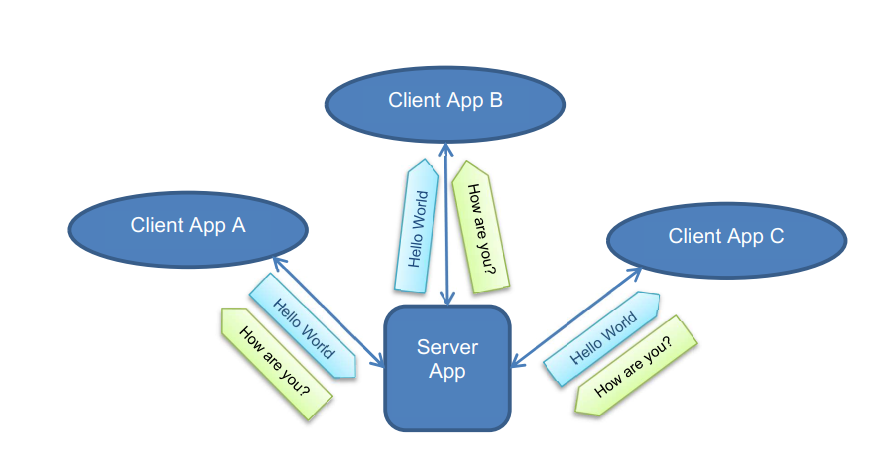 Client App B
Client App A
Client App C
Hello World
How are you?
Hello World
How are you?
Hello World
How are you?
Server
App